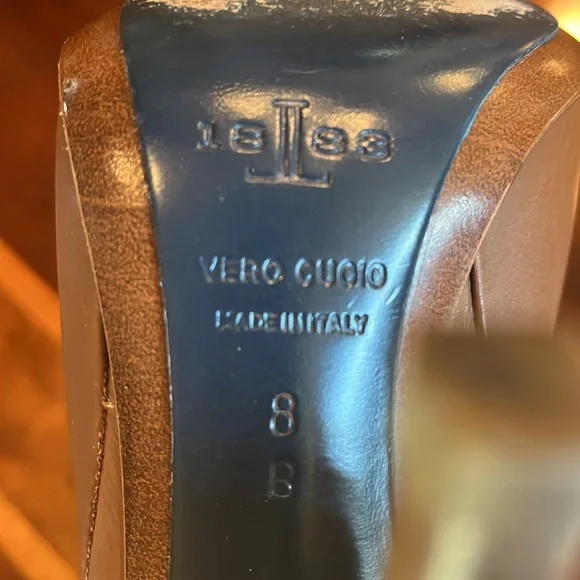 18 83
VERO CUOIO
MADE IN ITALY
8
B